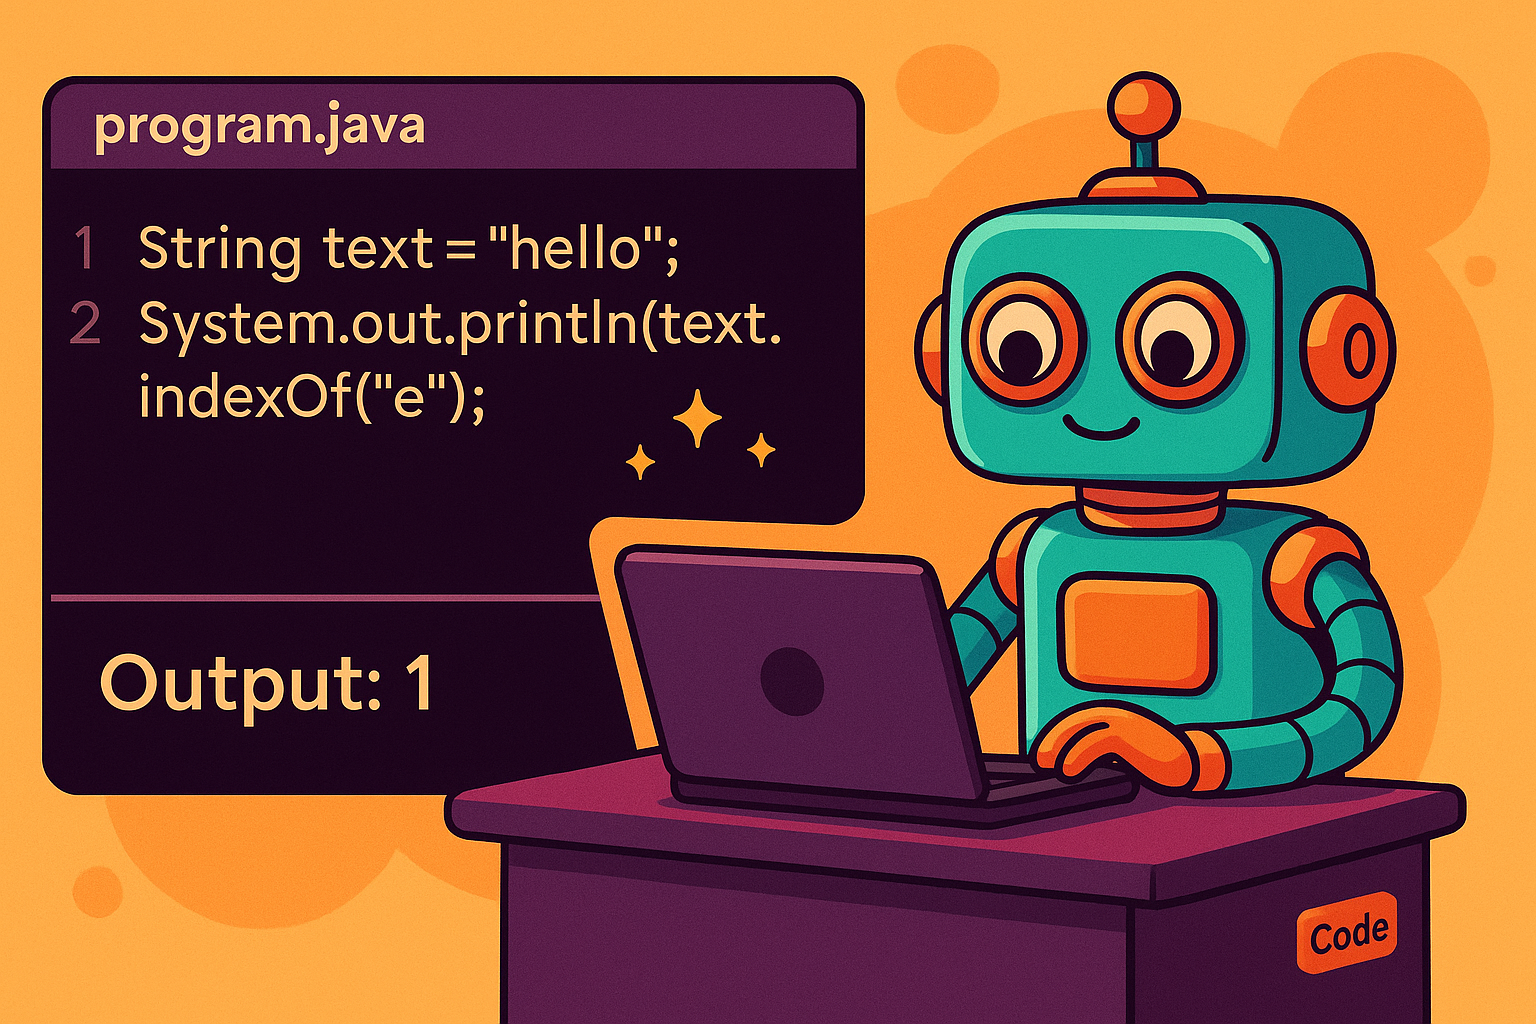 program.java
1 String text = "hello";
2 System.out.println(text.
indexOf("e");
Output: 1
Code